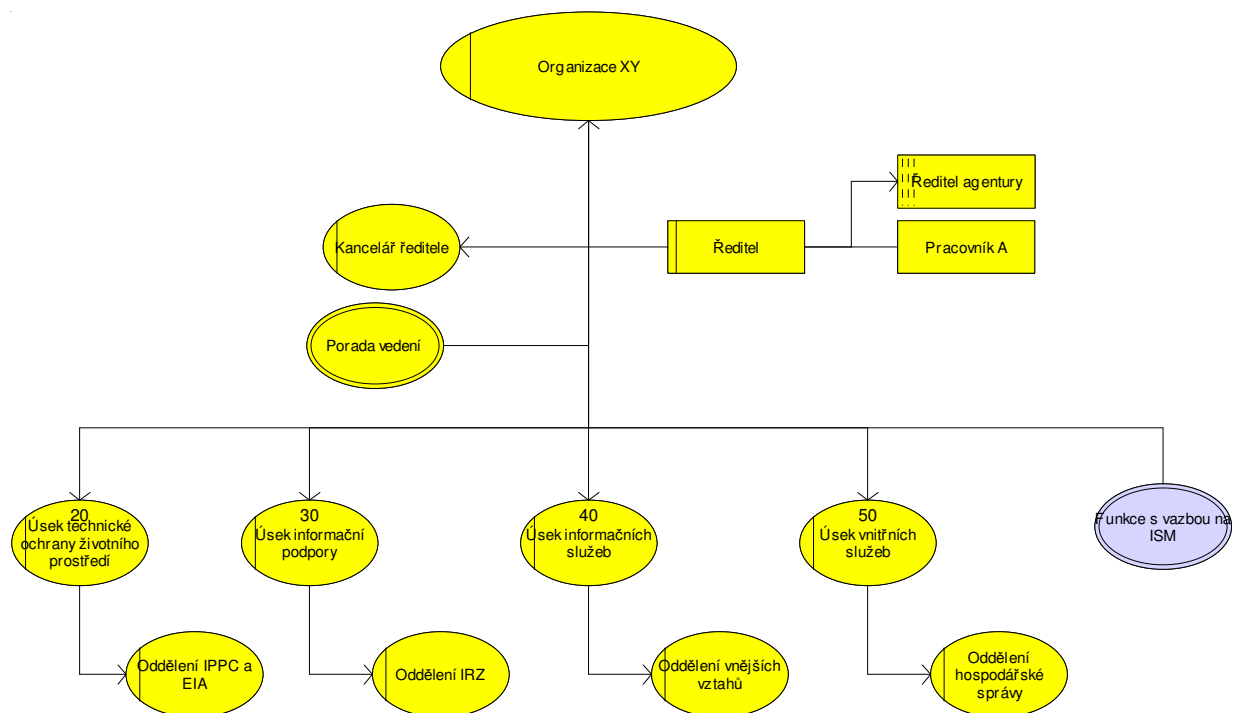 Organizace XY
Ředitel agentury
Kancelář ředitele
Ředitel
Pracovník A
Porada vedení
20
Úsek technické
ochrany životního
prostředí
30
Úsek informační
podpory
40
Úsek informačních
služeb
50
Úsek vnitřních
služeb
Funkce s vazbou na
ISM
Oddělení IPPC a
EIA
Oddělení IRZ
Oddělení vnějších
vztahů
Oddělení
hospodářské
správy